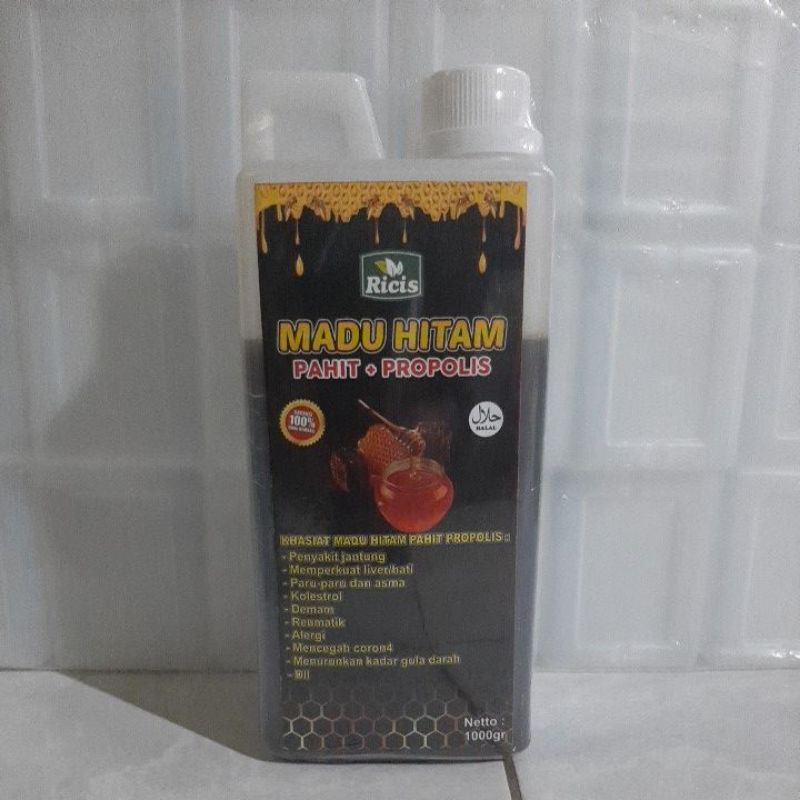 Ricis
MADU HITAM
PAHIT + PROPOLIS
100%
حلال
HALAL
KHASIAT MADU HITAM PAHIT PROPOLIS :
- Penyakit jantung
- Memperkuat liver/hati
- Paru-paru dan asma
- Kolestrol
- Demam
- Reumatik
- Alergi
- Mencegah coron4
- Menurunkan kadar gula darah
- Dll
Netto :
1000gr